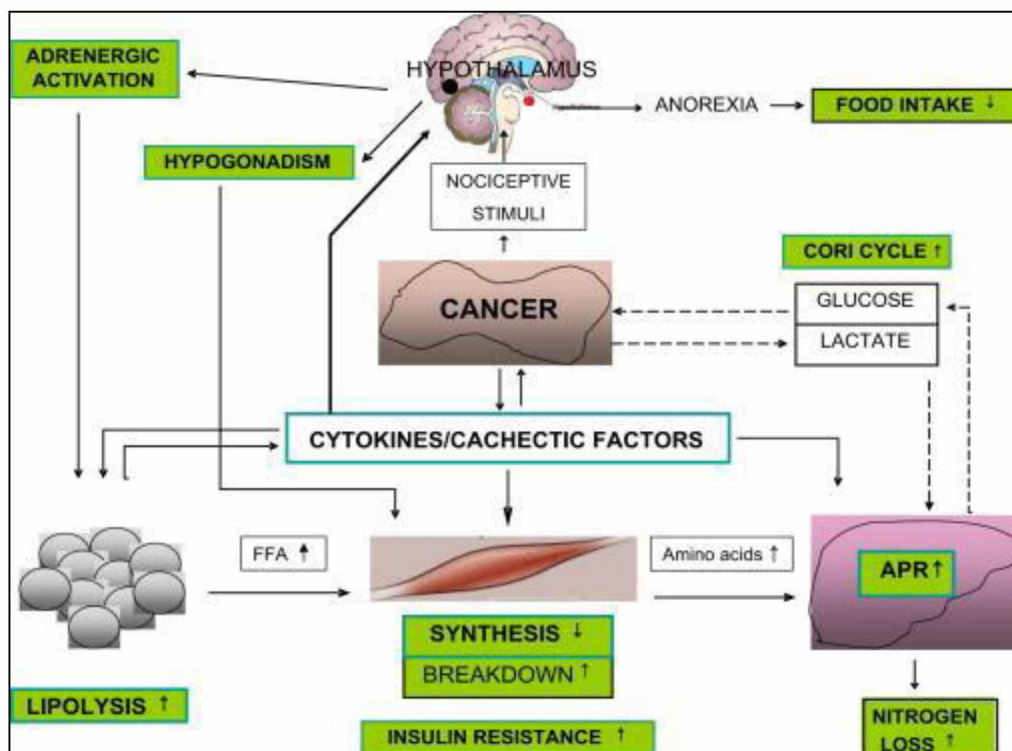 ADRENERGIC
ACTIVATION
HYPOTHALAMUS
ANOREXIA
FOOD INTAKE ↓
HYPOGONADISM
NOCICEPTIVE
STIMULI
CORI CYCLE ↑
CANCER
GLUCOSE
LACTATE
CYTOKINES/CACHECTIC FACTORS
FFA ↑
Amino acids ↑
APR ↑
SYNTHESIS ↓
BREAKDOWN ↑
LIPOLYSIS ↑
INSULIN RESISTANCE ↑
NITROGEN
LOSS ↑